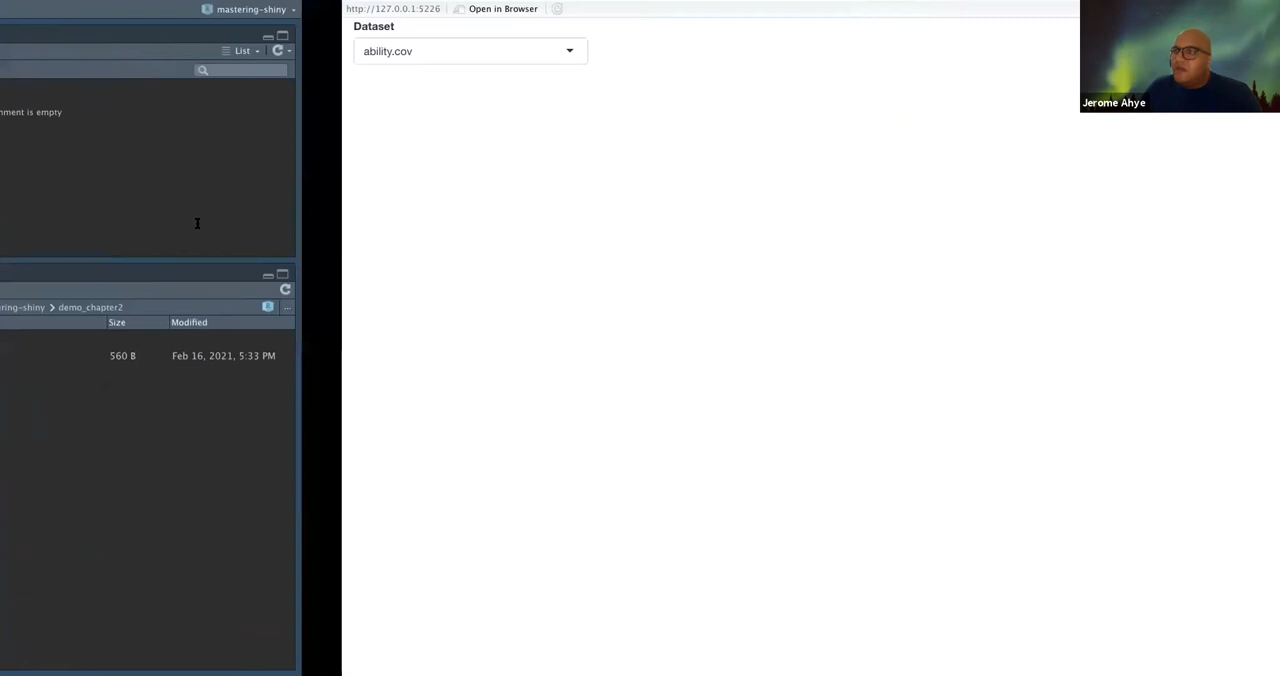 mastering-shiny
List
nment is empty
ring-shiny
demo_chapter2
Size
Modified
560 B
Feb 16, 2021, 5:33 PM
http://127.0.0.1:5226
Open in Browser
Dataset
ability.cov
Jerome Ahye